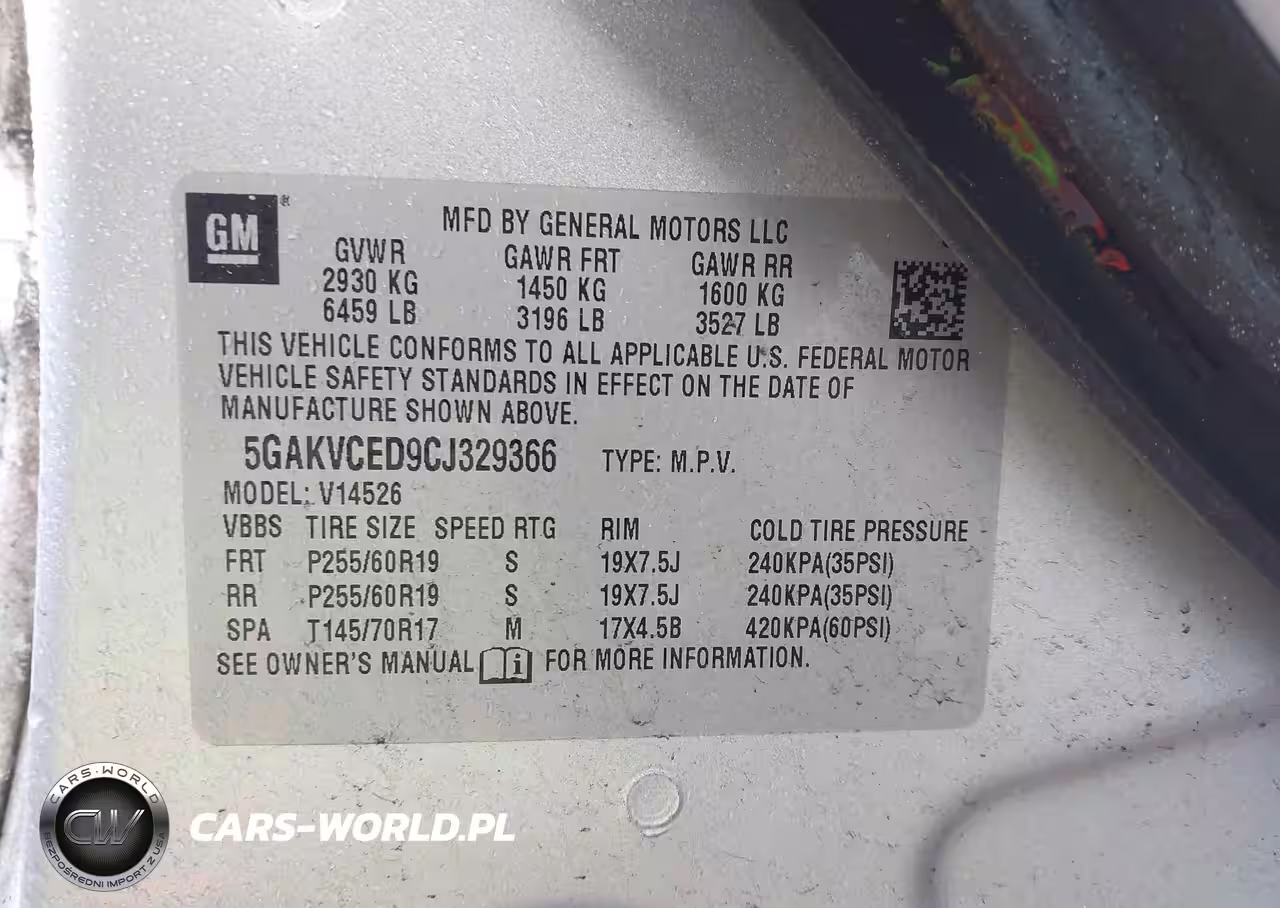 GM®
MFD BY GENERAL MOTORS LLC
GVWR GAWR FRT GAWR RR
2930 KG 1450 KG 1600 KG
6459 LB 3196 LB 3527 LB
THIS VEHICLE CONFORMS TO ALL APPLICABLE U.S. FEDERAL MOTOR
VEHICLE SAFETY STANDARDS IN EFFECT ON THE DATE OF
MANUFACTURE SHOWN ABOVE.
5GAKVCED9CJ329366 TYPE: M.P.V.
MODEL: V14526
VBBS TIRE SIZE SPEED RTG RIM COLD TIRE PRESSURE
FRT P255/60R19 S 19X7.5J 240KPA(35PSI)
RR P255/60R19 S 19X7.5J 240KPA(35PSI)
SPA T145/70R17 M 17X4.5B 420KPA(60PSI)
SEE OWNER'S MANUAL i FOR MORE INFORMATION.
CARS-WORLD
CW
BEZPOŚREDNI IMPORT Z USA
CARS-WORLD.PL